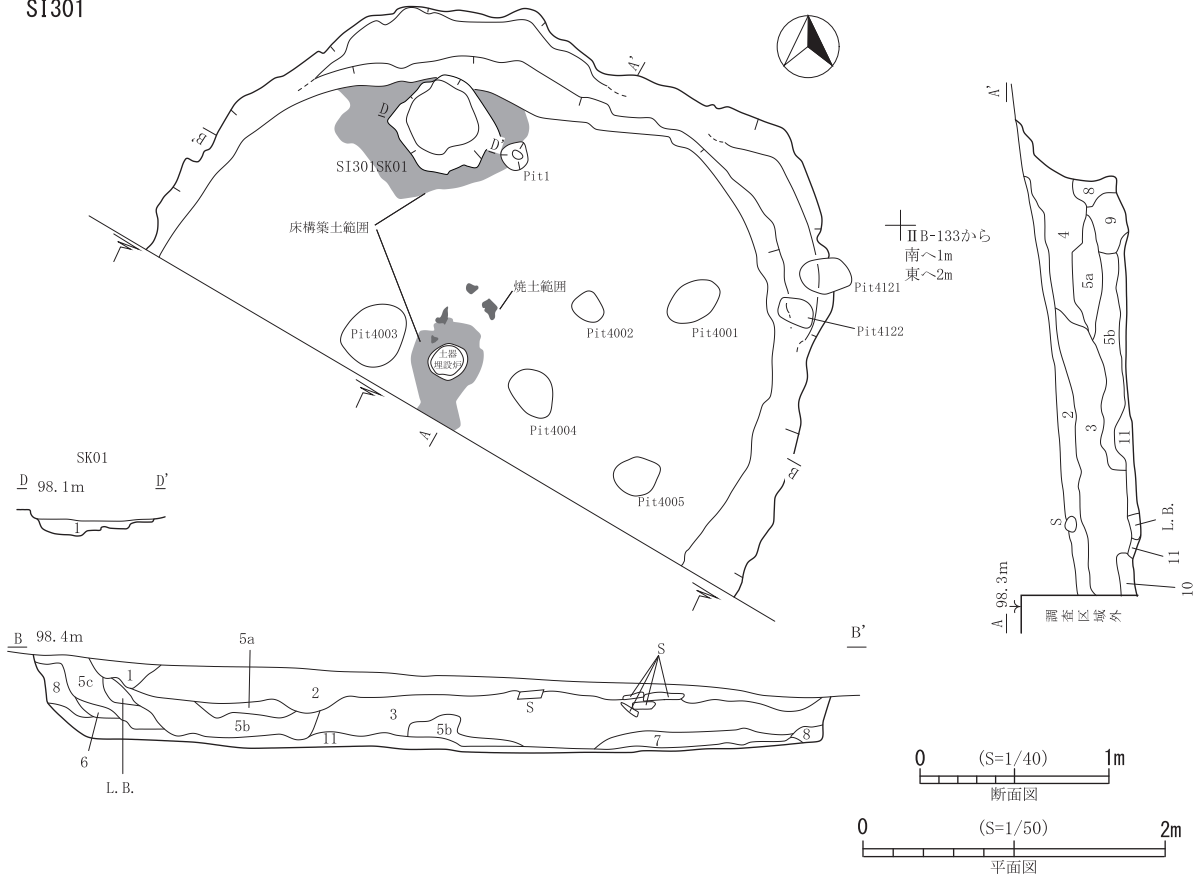 SI301
A'
B'
D
D'
SI301SK01
Pit1
床構築土範囲
焼土範囲
ⅡB-133から
南へ1m
東へ2m
Pit4121
Pit4122
Pit4003
Pit4002
Pit4001
土器
埋設炉
Pit4004
A
Pit4005
B
A'
8
9
4
5a
5b
2
3
11
S
L.B.
11
10
A 98.3m
調査区域外
SK01
D 98.1m D'
1
B 98.4m B'
5a
S
1
5c
2
8
3
S
5b
5b
11
7
8
6
L.B.
0 (S=1/40) 1m
断面図
0 (S=1/50) 2m
平面図